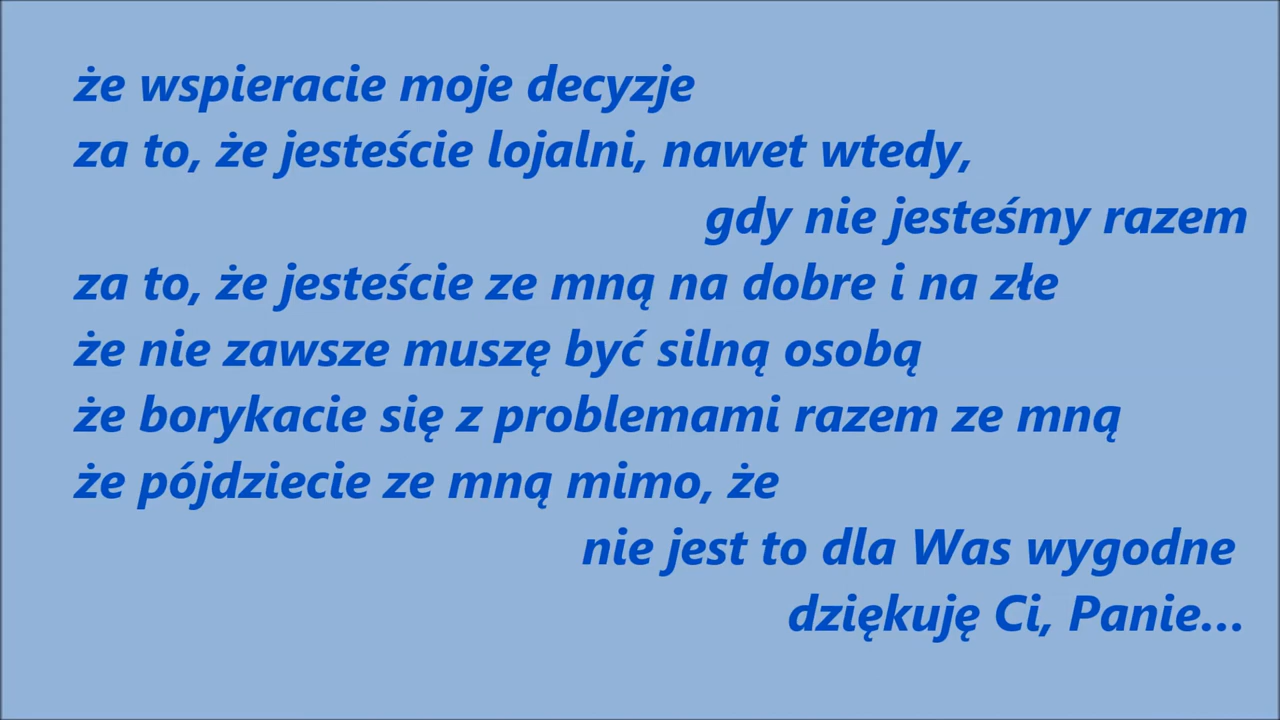 że wspieracie moje decyzje
za to, że jesteście lojalni, nawet wtedy,
gdy nie jesteśmy razem
za to, że jesteście ze mną na dobre i na złe
że nie zawsze muszę być silną osobą
że borykacie się z problemami razem ze mną
że pójdziecie ze mną mimo, że
nie jest to dla Was wygodne
dziękuję Ci, Panie...